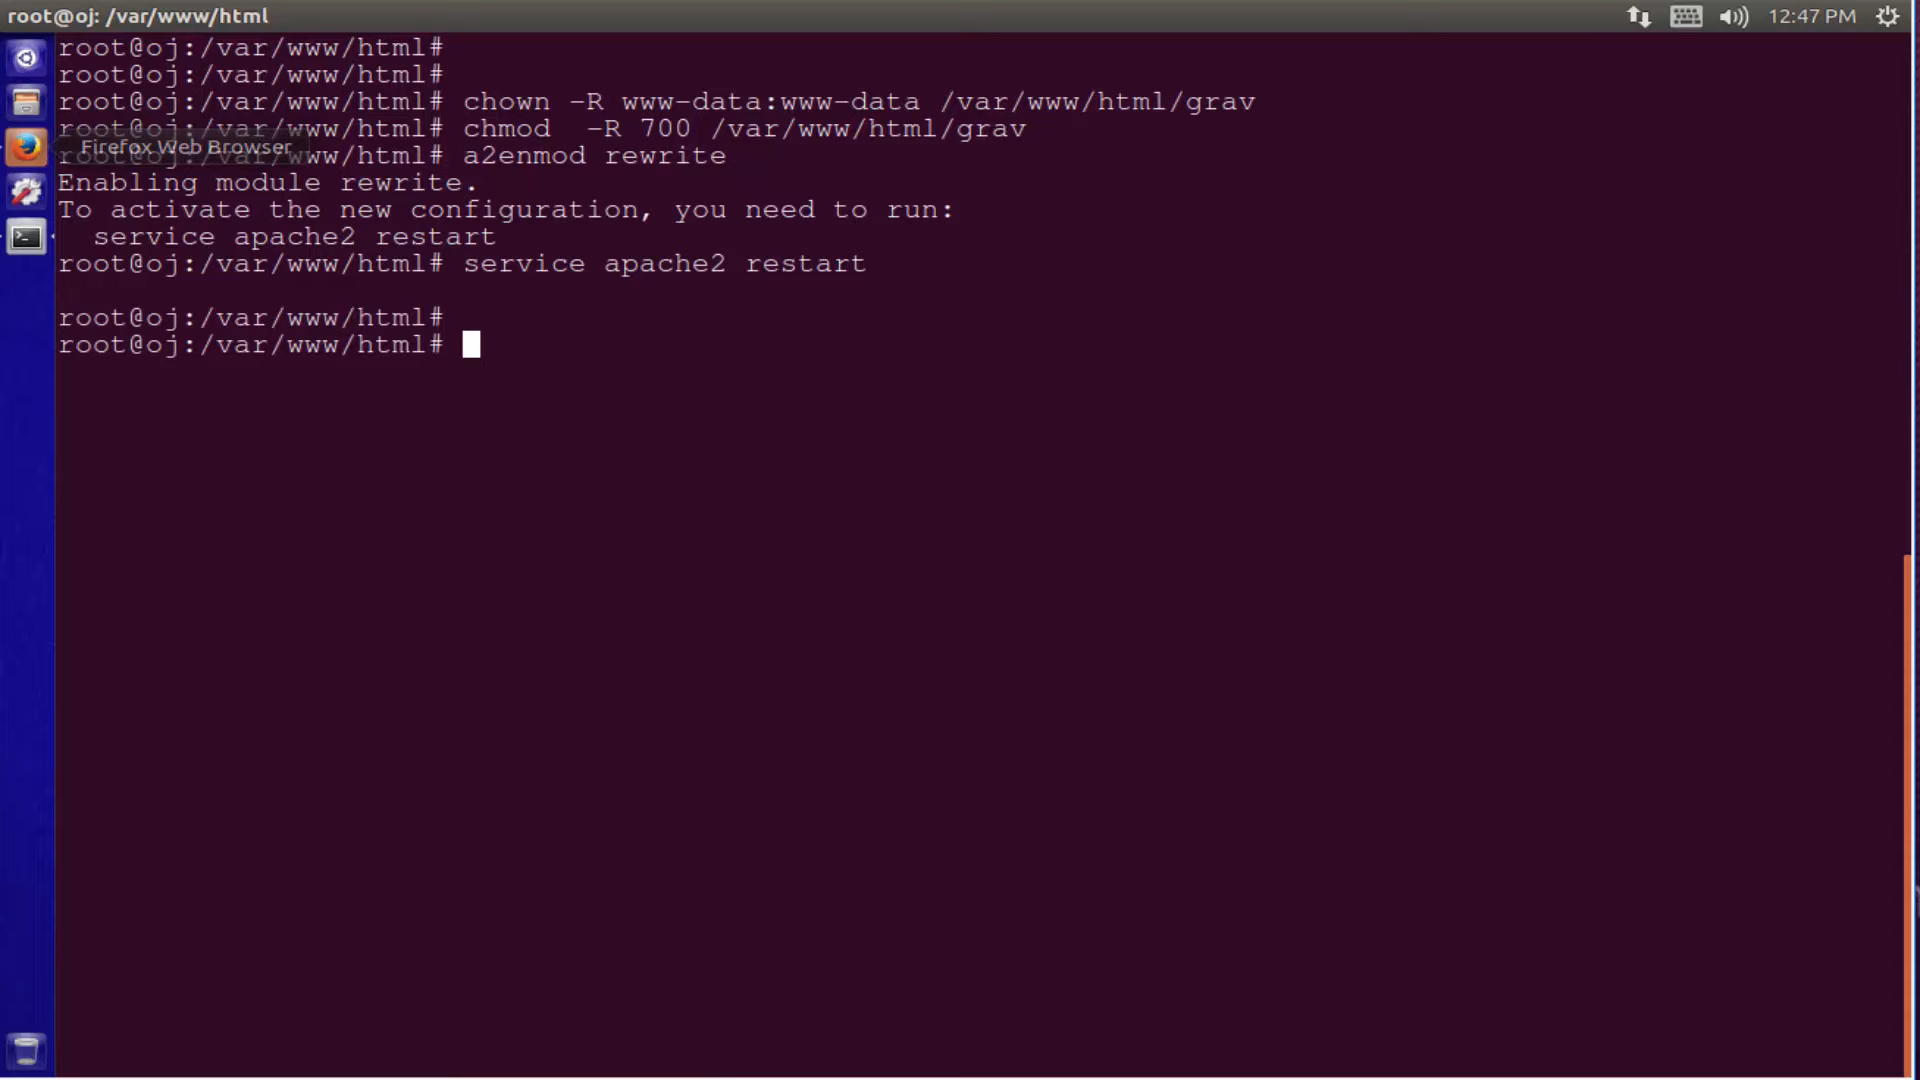 root@oj: /var/www/html
12:47 PM
root@oj:/var/www/html#
root@oj:/var/www/html#
root@oj:/var/www/html# chown -R www-data:www-data /var/www/html/grav
root@oj:/var/www/html# chmod  -R 700 /var/www/html/grav
Firefox Web Browser
root@oj:/var/www/html# a2enmod rewrite
Enabling module rewrite.
To activate the new configuration, you need to run:
  service apache2 restart
root@oj:/var/www/html# service apache2 restart
root@oj:/var/www/html#
root@oj:/var/www/html#